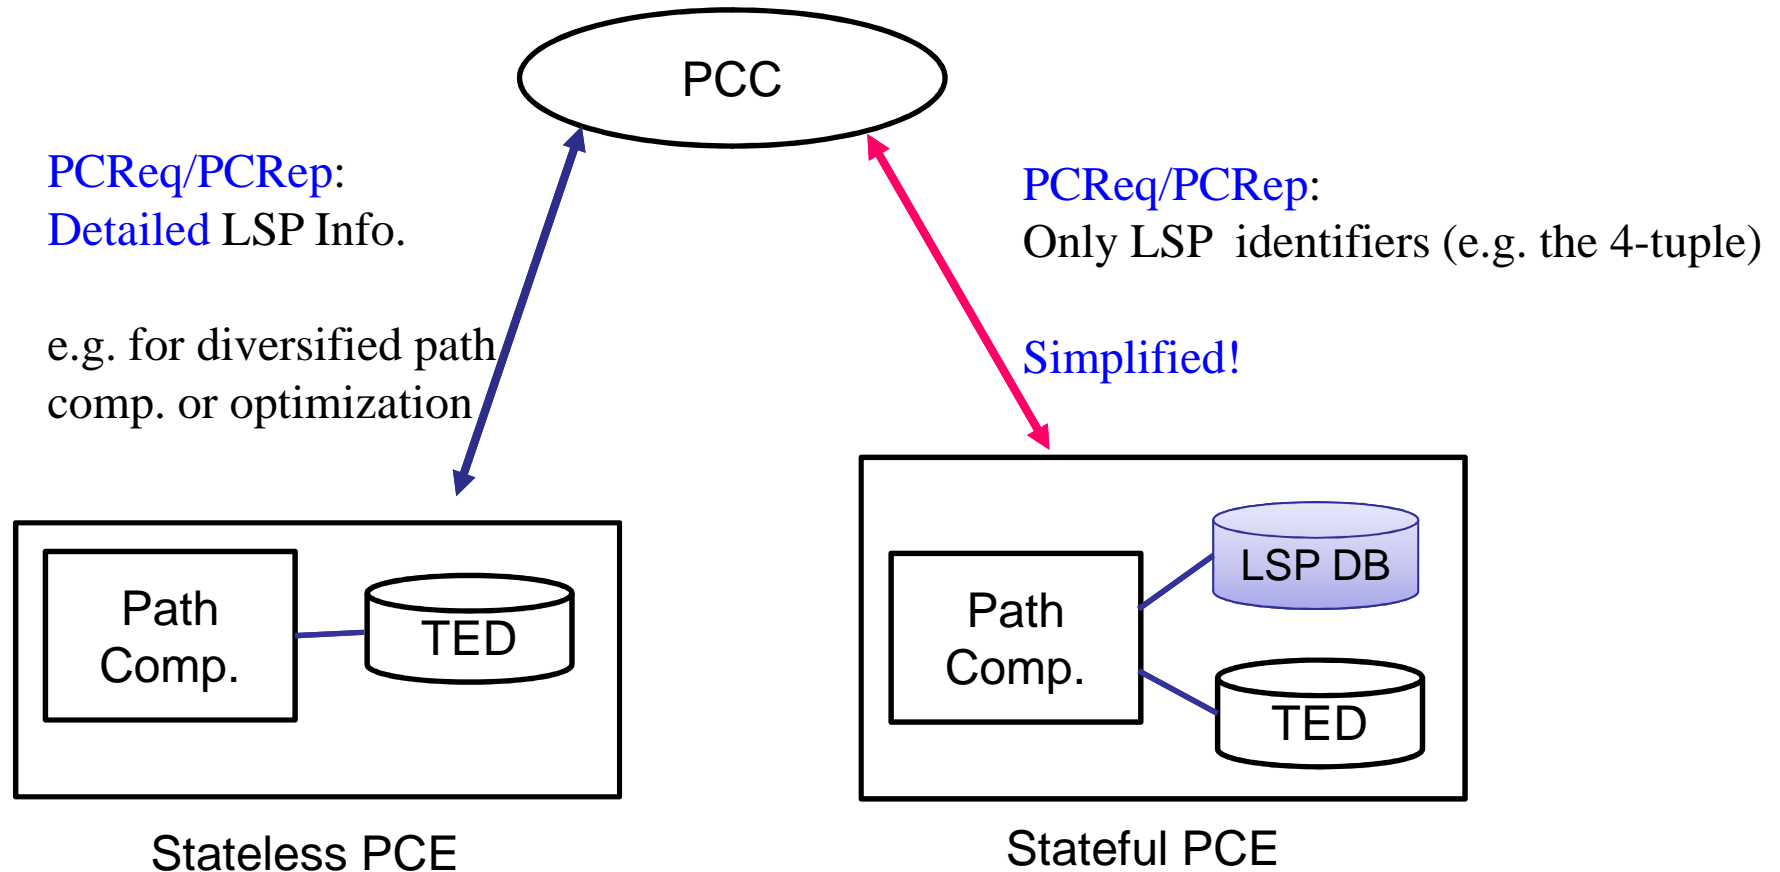 PCC
PCReq/PCRep:
Detailed LSP Info.
e.g. for diversified path
comp. or optimization
PCReq/PCRep:
Only LSP identifiers (e.g. the 4-tuple)
Simplified!
Path
Comp.
TED
Stateless PCE
LSP DB
Path
Comp.
TED
Stateful PCE